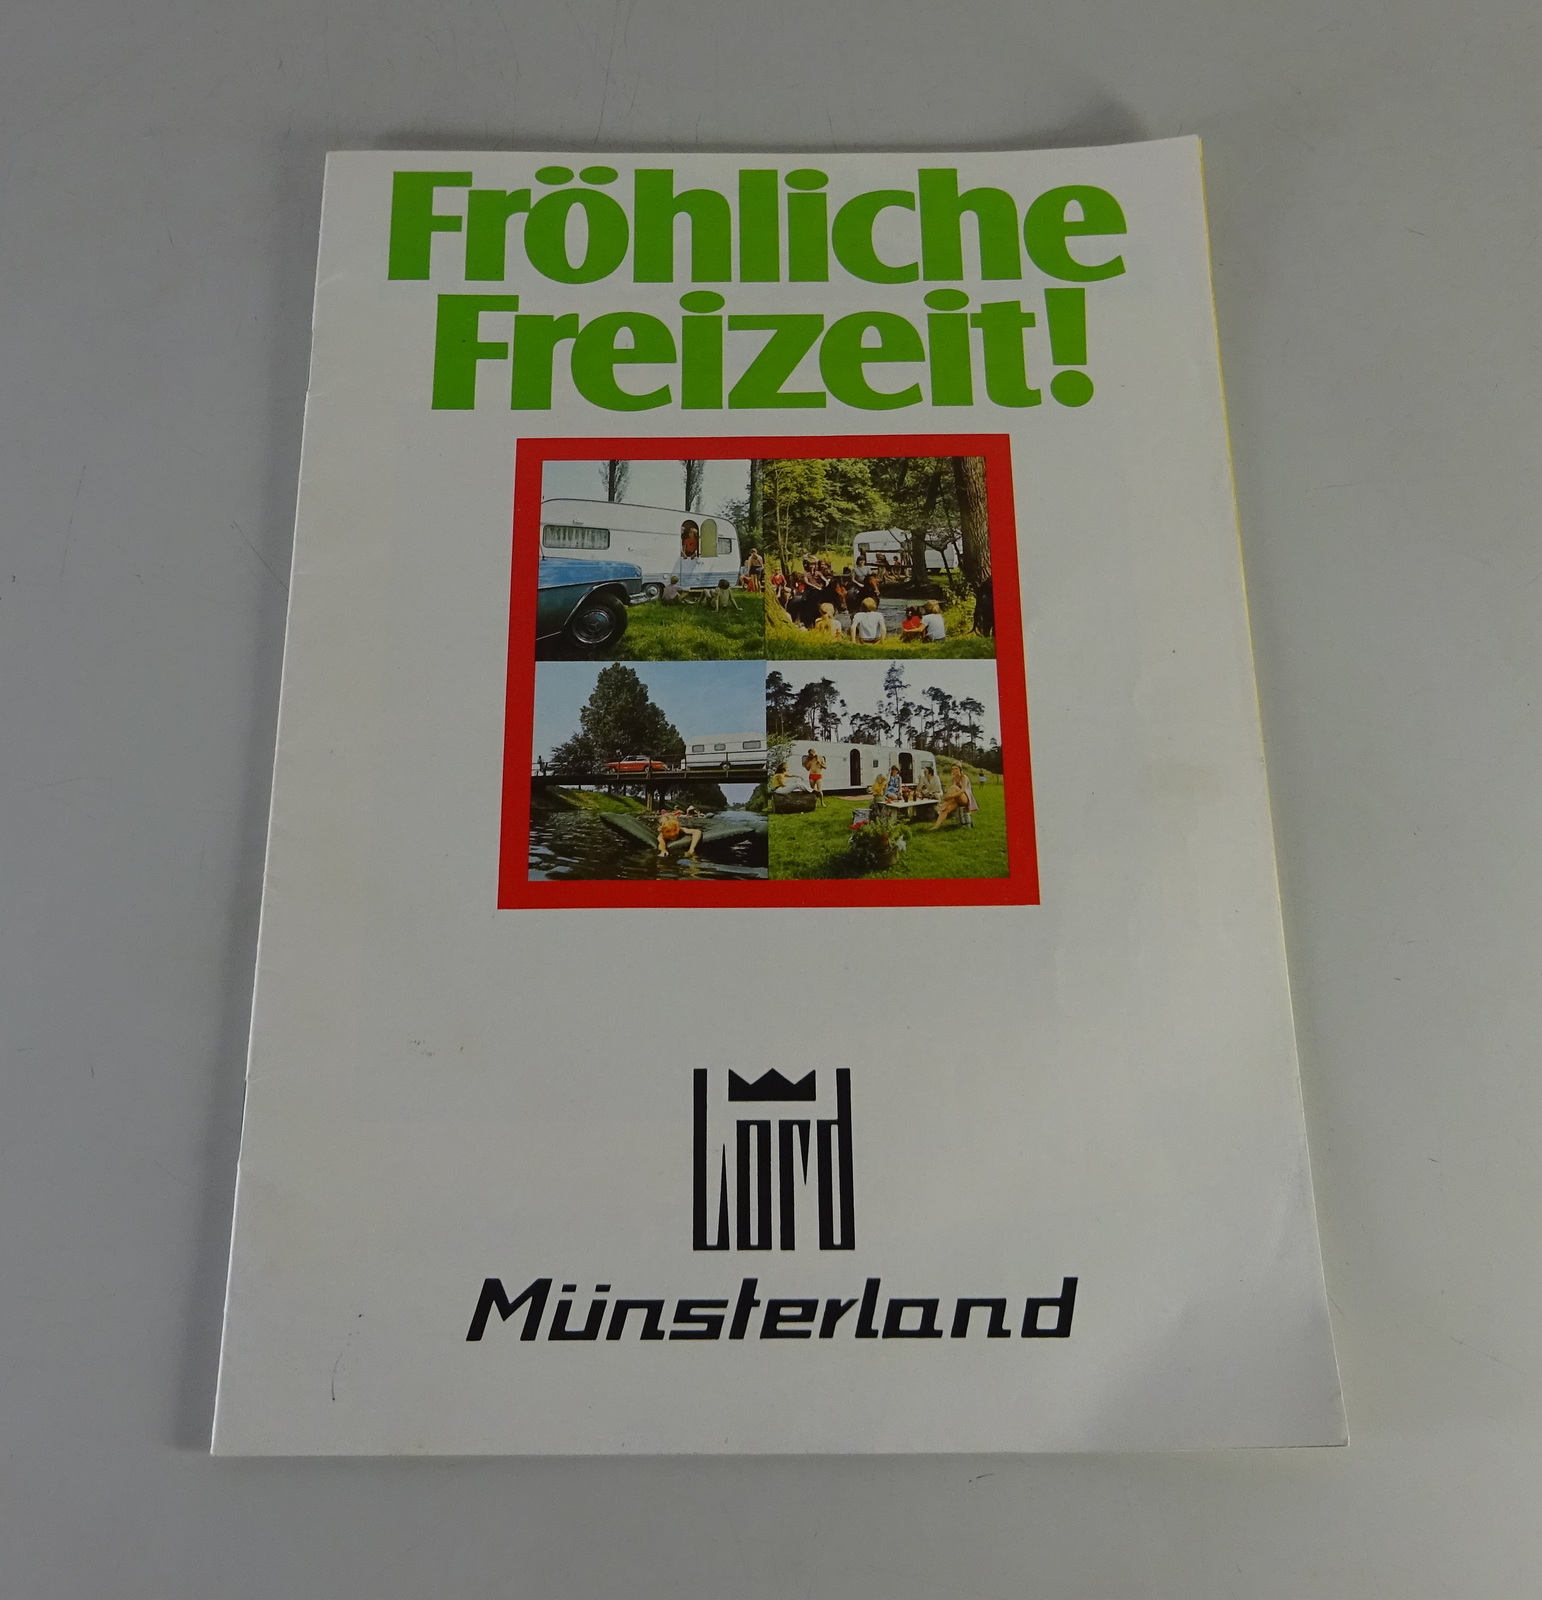 Fröhliche
Freizeit!
Lord
Münsterland